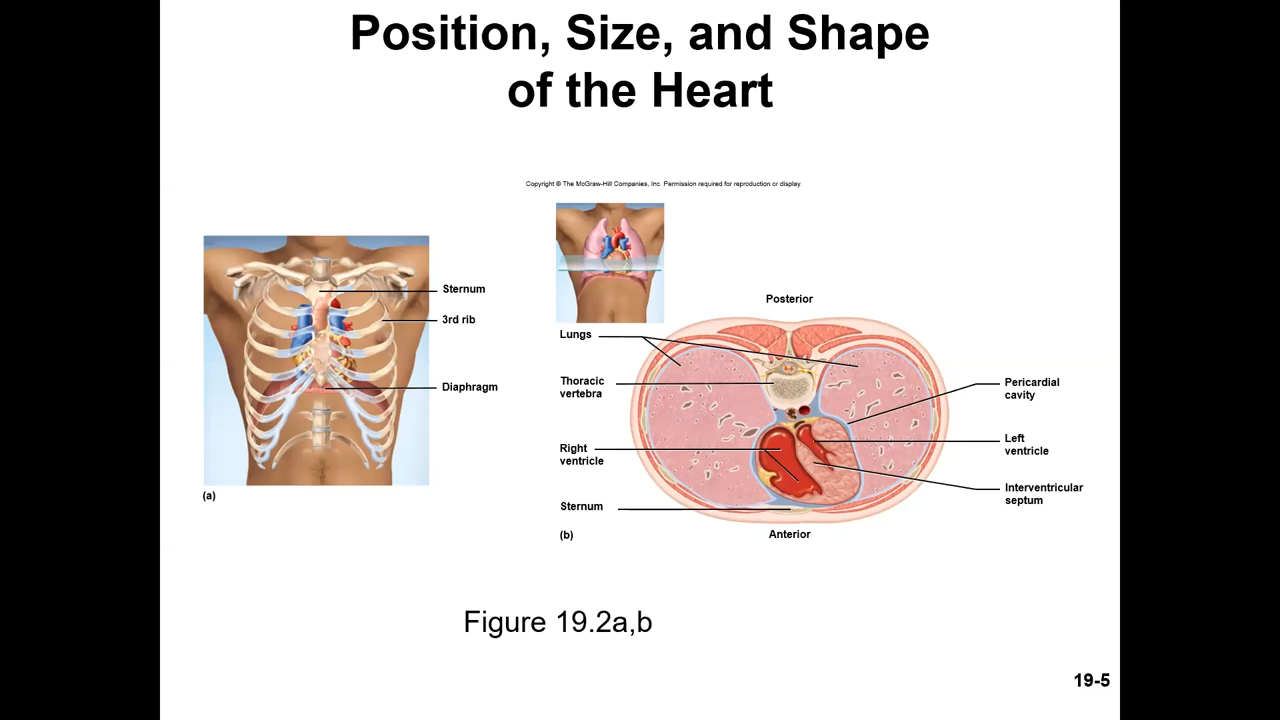 Position, Size, and Shape
of the Heart
Copyright © The McGraw-Hill Companies, Inc. Permission required for reproduction or display.
Sternum
3rd rib
Diaphragm
(a)
Posterior
Lungs
Thoracic
vertebra
Right
ventricle
Sternum
(b)
Anterior
Pericardial
cavity
Left
ventricle
Interventricular
septum
Figure 19.2a,b
19-5